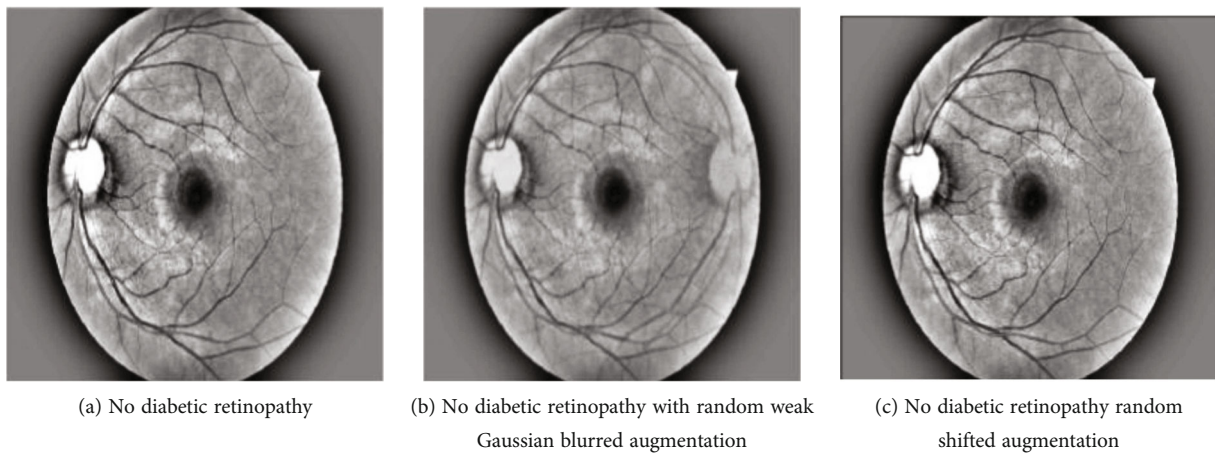 (a) No diabetic retinopathy
(b) No diabetic retinopathy with random weak
Gaussian blurred augmentation
(c) No diabetic retinopathy random
shifted augmentation